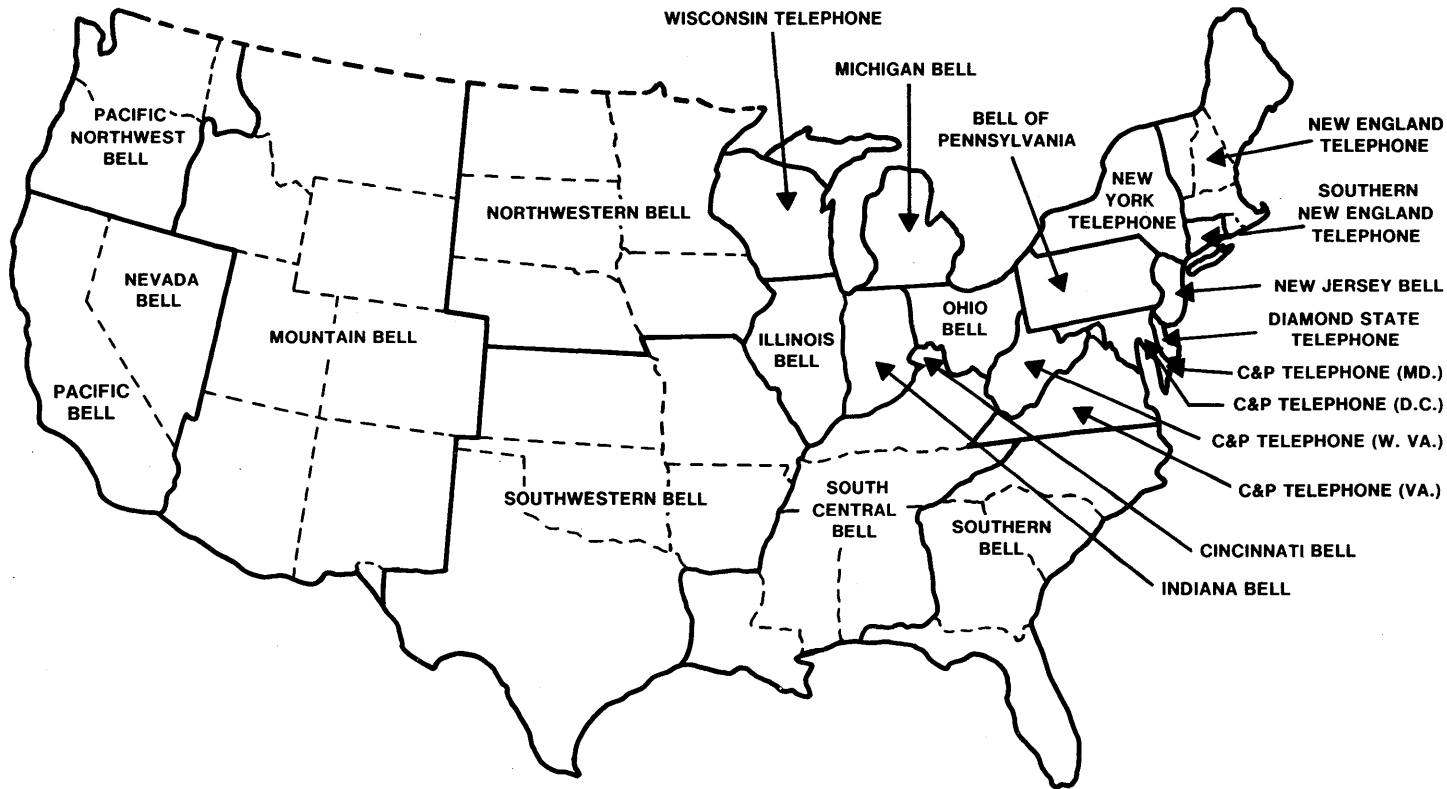 WISCONSIN TELEPHONE
MICHIGAN BELL
BELL OF
PENNSYLVANIA
PACIFIC
NORTHWEST
BELL
NEW ENGLAND
TELEPHONE
NEW
YORK
TELEPHONE
SOUTHERN
NEW ENGLAND
TELEPHONE
NORTHWESTERN BELL
NEVADA
BELL
NEW JERSEY BELL
OHIO
BELL
DIAMOND STATE
TELEPHONE
MOUNTAIN BELL
ILLINOIS
BELL
C&P TELEPHONE (MD.)
PACIFIC
BELL
C&P TELEPHONE (D.C.)
C&P TELEPHONE (W. VA.)
C&P TELEPHONE (VA.)
SOUTHWESTERN BELL
SOUTH
CENTRAL
BELL
SOUTHERN
BELL
CINCINNATI BELL
INDIANA BELL